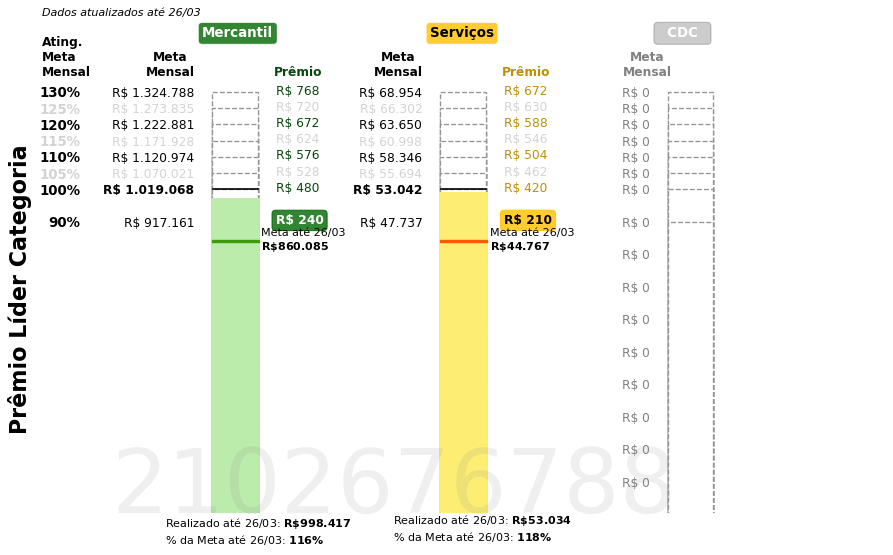 Dados atualizados até 26/03
Mercantil Serviços CDC
Ating. Meta Mensal Meta Mensal Prêmio Meta Mensal Prêmio Meta Mensal
130% R$ 1.324.788 R$ 768 R$ 68.954 R$ 672 R$ 0
125% R$ 1.273.835 R$ 720 R$ 66.302 R$ 630 R$ 0
120% R$ 1.222.881 R$ 672 R$ 63.650 R$ 588 R$ 0
115% R$ 1.171.928 R$ 624 R$ 60.998 R$ 546 R$ 0
110% R$ 1.120.974 R$ 576 R$ 58.346 R$ 504 R$ 0
105% R$ 1.070.021 R$ 528 R$ 55.694 R$ 462 R$ 0
100% R$ 1.019.068 R$ 480 R$ 53.042 R$ 420 R$ 0
90% R$ 917.161 R$ 240 R$ 47.737 R$ 210 R$ 0
Meta até 26/03 Meta até 26/03
R$860.085 R$44.767
R$ 0
R$ 0
R$ 0
R$ 0
R$ 0
R$ 0
R$ 0
R$ 0
Prêmio Líder Categoria
2102676788
Realizado até 26/03: R$998.417 Realizado até 26/03: R$53.034
% da Meta até 26/03: 116% % da Meta até 26/03: 118%